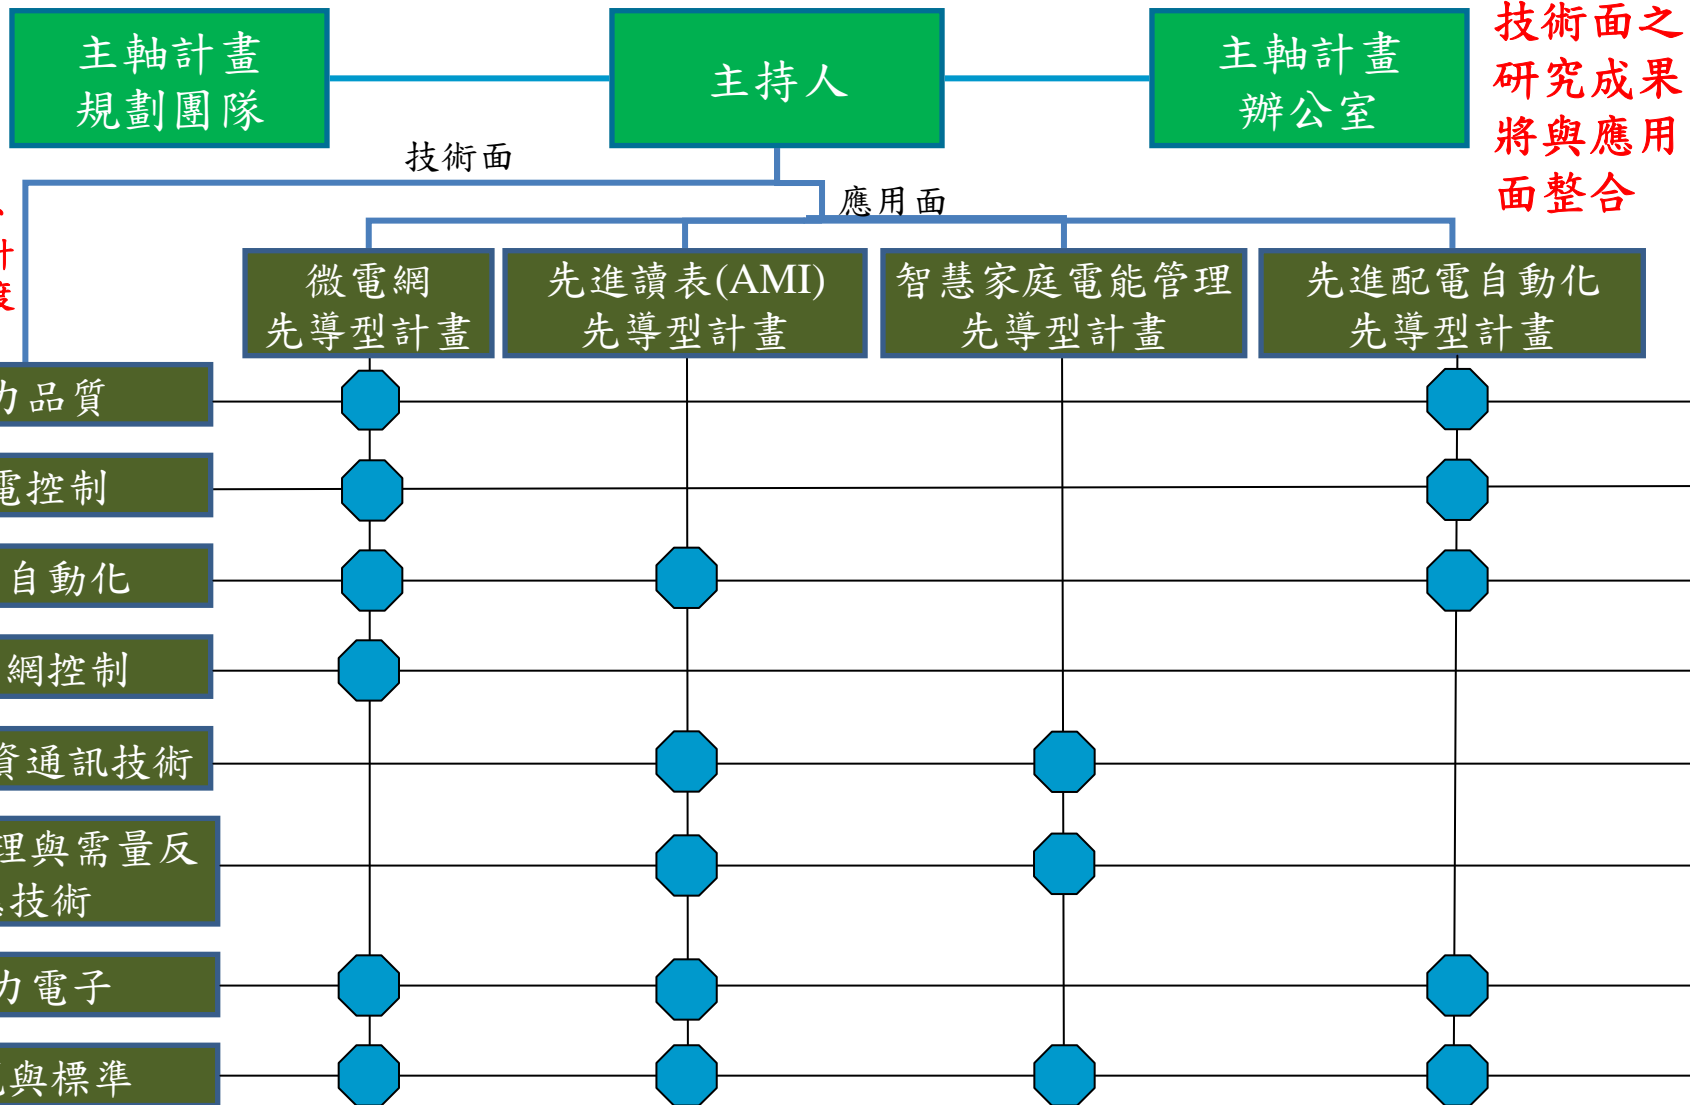 主軸計畫
規劃團隊
主持人
主軸計畫
辦公室
技術面之
研究成果
將與應用
面整合
技術面
應用面
計
度
微電網
先導型計畫
先進讀表(AMI)
先導型計畫
智慧家庭電能管理
先導型計畫
先進配電自動化
先導型計畫
力品質
電控制
自動化
網控制
資通訊技術
理與需量反
技術
力電子
與標準